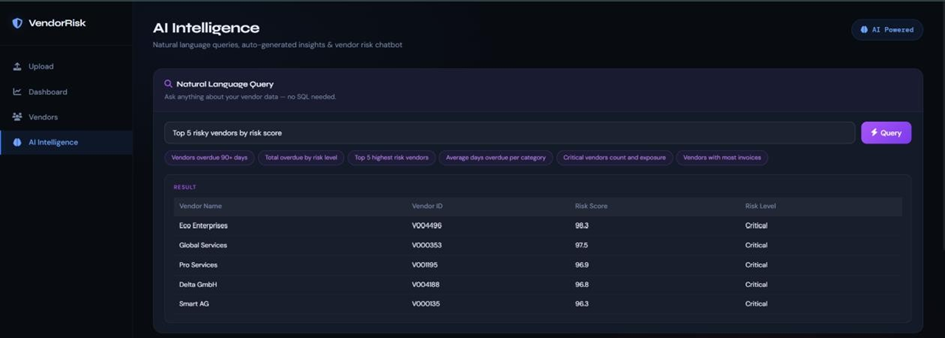 VendorRisk
Upload
Dashboard
Vendors
AI Intelligence
AI Intelligence
Natural language queries, auto-generated insights & vendor risk chatbot
AI Powered
Natural Language Query
Ask anything about your vendor data — no SQL needed.
Top 5 risky vendors by risk score
Query
Vendors overdue 90+ days Total overdue by risk level Top 5 highest risk vendors Average days overdue per category Critical vendors count and exposure Vendors with most invoices
RESULT
Vendor Name Vendor ID Risk Score Risk Level
Eco Enterprises V004496 98.3 Critical
Global Services V000353 97.5 Critical
Pro Services V001195 96.9 Critical
Delta GmbH V004188 96.8 Critical
Smart AG V000135 96.3 Critical